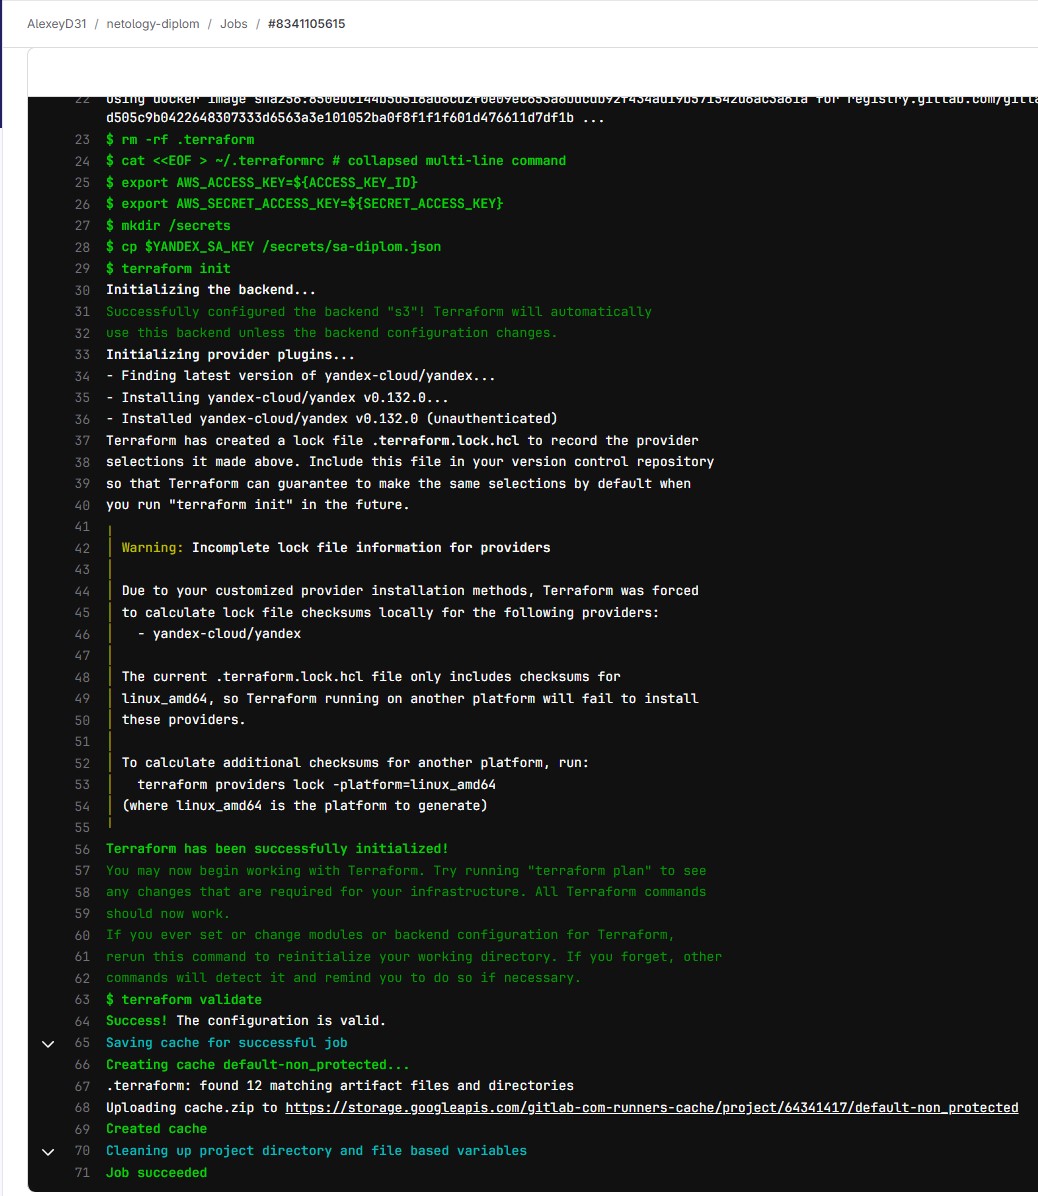 AlexeyD31 / netology-diplom / Jobs / #8341105615
22 Using docker image for
d505c9b0422648307333d6563a3e101052ba0f8f1f1f601d476611d7df1b ...
23 $ rm -rf .terraform
24 $ cat <<EOF > ~/.terraformrc # collapsed multi-line command
25 $ export AWS_ACCESS_KEY=${ACCESS_KEY_ID}
26 $ export AWS_SECRET_ACCESS_KEY=${SECRET_ACCESS_KEY}
27 $ mkdir /secrets
28 $ cp $YANDEX_SA_KEY /secrets/sa-diplom.json
29 $ terraform init
30 Initializing the backend...
31 Successfully configured the backend "s3"! Terraform will automatically
32 use this backend unless the backend configuration changes.
33 Initializing provider plugins...
34 - Finding latest version of yandex-cloud/yandex...
35 - Installing yandex-cloud/yandex v0.132.0...
36 - Installed yandex-cloud/yandex v0.132.0 (unauthenticated)
37 Terraform has created a lock file .terraform.lock.hcl to record the provider
38 selections it made above. Include this file in your version control repository
39 so that Terraform can guarantee to make the same selections by default when
40 you run "terraform init" in the future.
41
42 Warning: Incomplete lock file information for providers
43
44 Due to your customized provider installation methods, Terraform was forced
45 to calculate lock file checksums locally for the following providers:
46 - yandex-cloud/yandex
47
48 The current .terraform.lock.hcl file only includes checksums for
49 linux_amd64, so Terraform running on another platform will fail to install
50 these providers.
51
52 To calculate additional checksums for another platform, run:
53 terraform providers lock -platform=linux_amd64
54 (where linux_amd64 is the platform to generate)
55
56 Terraform has been successfully initialized!
57 You may now begin working with Terraform. Try running "terraform plan" to see
58 any changes that are required for your infrastructure. All Terraform commands
59 should now work.
60 If you ever set or change modules or backend configuration for Terraform,
61 rerun this command to reinitialize your working directory. If you forget, other
62 commands will detect it and remind you to do so if necessary.
63 $ terraform validate
64 Success! The configuration is valid.
65 Saving cache for successful job
66 Creating cache default-non_protected...
67 .terraform: found 12 matching artifact files and directories
68 Uploading cache.zip to https://storage.googleapis.com/gitlab-com-runners-cache/project/64341417/default-non_protected
69 Created cache
70 Cleaning up project directory and file based variables
71 Job succeeded